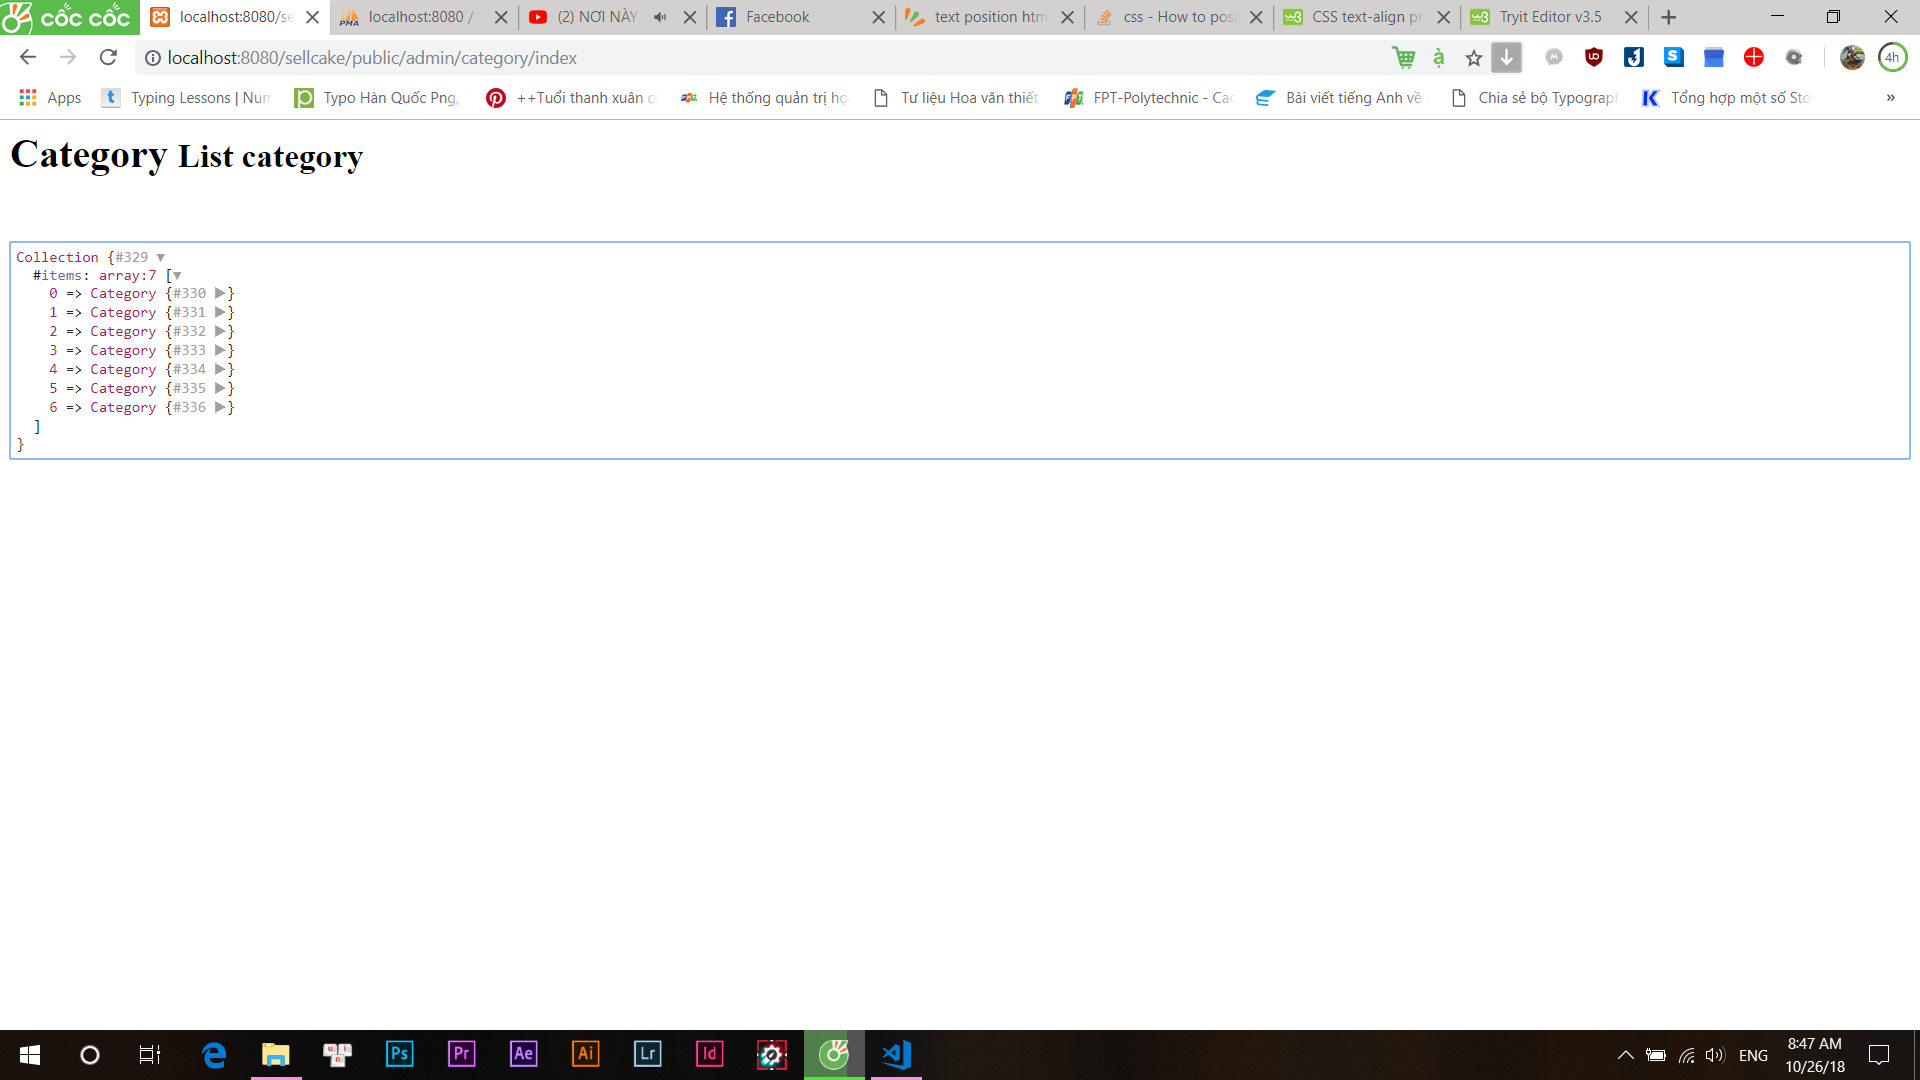 cốc cốc
localhost:8080/se
localhost:8080 /
(2) NƠI NÀY
Facebook
text position htm
css - How to pos
CSS text-align pr
Tryit Editor v3.5
localhost:8080/sellcake/public/admin/category/index
4h
Apps
Typing Lessons | Num
Typo Hàn Quốc Png,
++Tuổi thanh xuân c
Hệ thống quản trị họ
Tư liệu Hoa văn thiết
FPT-Polytechnic - Cao
Bài viết tiếng Anh về
Chia sẻ bộ Typograph
Tổng hợp một số Sto
»
Category List category
Collection {#329 ▼
#items: array:7 [▼
0 => Category {#330 ▶}
1 => Category {#331 ▶}
2 => Category {#332 ▶}
3 => Category {#333 ▶}
4 => Category {#334 ▶}
5 => Category {#335 ▶}
6 => Category {#336 ▶}
]
}
Ps
Pr
Ae
Ai
Lr
Id
ENG
8:47 AM
10/26/18